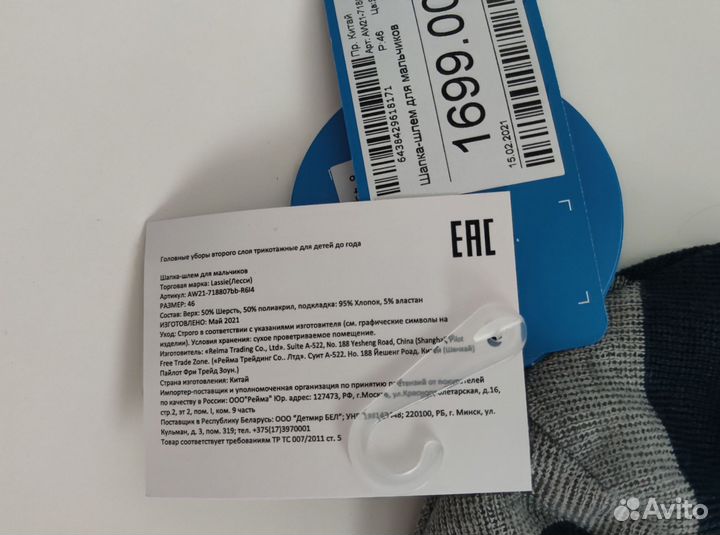 Пр. Китай
Р:46
6438429618171
Шапка-шлем для мальчиков
1699.00
15.02.2021
EAC
Головные уборы второго слоя трикотажные для детей до года
Шапка-шлем для мальчиков
Торговая марка: Lassie(Лесси)
Артикул: AW21-718807bb-R6I4
РАЗМЕР: 46
Состав: Верх: 50% Шерсть, 50% полиакрил, подкладка: 95% Хлопок, 5% эластан
ИЗГОТОВЛЕНО: Май 2021
Уход: Строго в соответствии с указаниями изготовителя (см. графические символы на
изделии). Условия хранения: сухое проветриваемое помещение.
Изготовитель: «Reima Trading Co., Ltd». Suite A-522, No. 188 Yesheng Road, China (Shanghai) Pilot
Free Trade Zone. («Рейма Трейдинг Со., Лтд». Суит А-522. Но. 188 Йешенг Роад, Китай (Шанхай)
Пайлот Фри Трейд Зоун.)
Страна изготовления: Китай
Импортер-поставщик и уполномоченная организация по принятию претензий от покупателей
по качеству в России: ООО"Рейма" Юр. адрес: 127473, РФ, г.Москва, ул.Краснопролетарская, д.16,
стр.2, эт 2, пом. I, ком. 9 часть
Поставщик в Республику Беларусь: ООО "Детмир БЕЛ"; 220100, РБ, г. Минск, ул.
Кульман, д. 3, пом. 319; тел. +375(17)3970001
Товар соответствует требованиям ТР ТС 007/2011 ст. 5
Avito